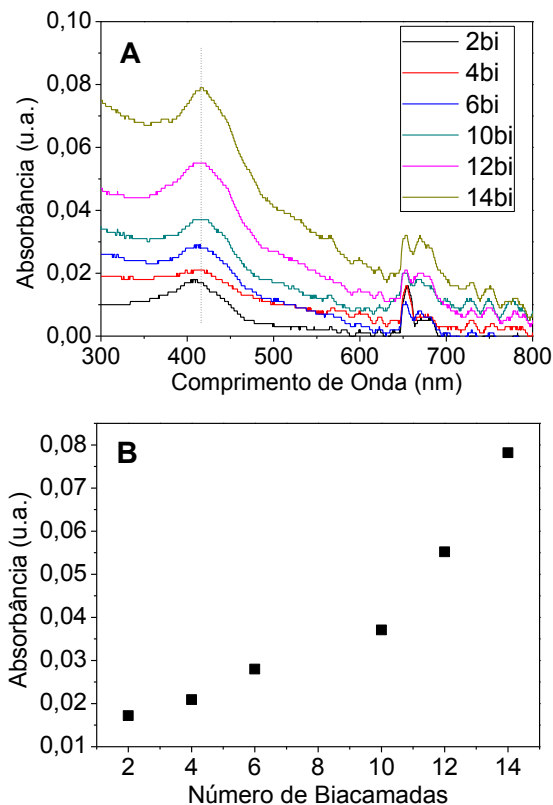 A
2bi
4bi
6bi
10bi
12bi
14bi
0,10
0,08
0,06
0,04
0,02
0,00
Absorbância (u.a.)
300 400 500 600 700 800
Comprimento de Onda (nm)
B
0,08
0,07
0,06
0,05
0,04
0,03
0,02
0,01
Absorbância (u.a.)
2 4 6 8 10 12 14
Número de Biacamadas